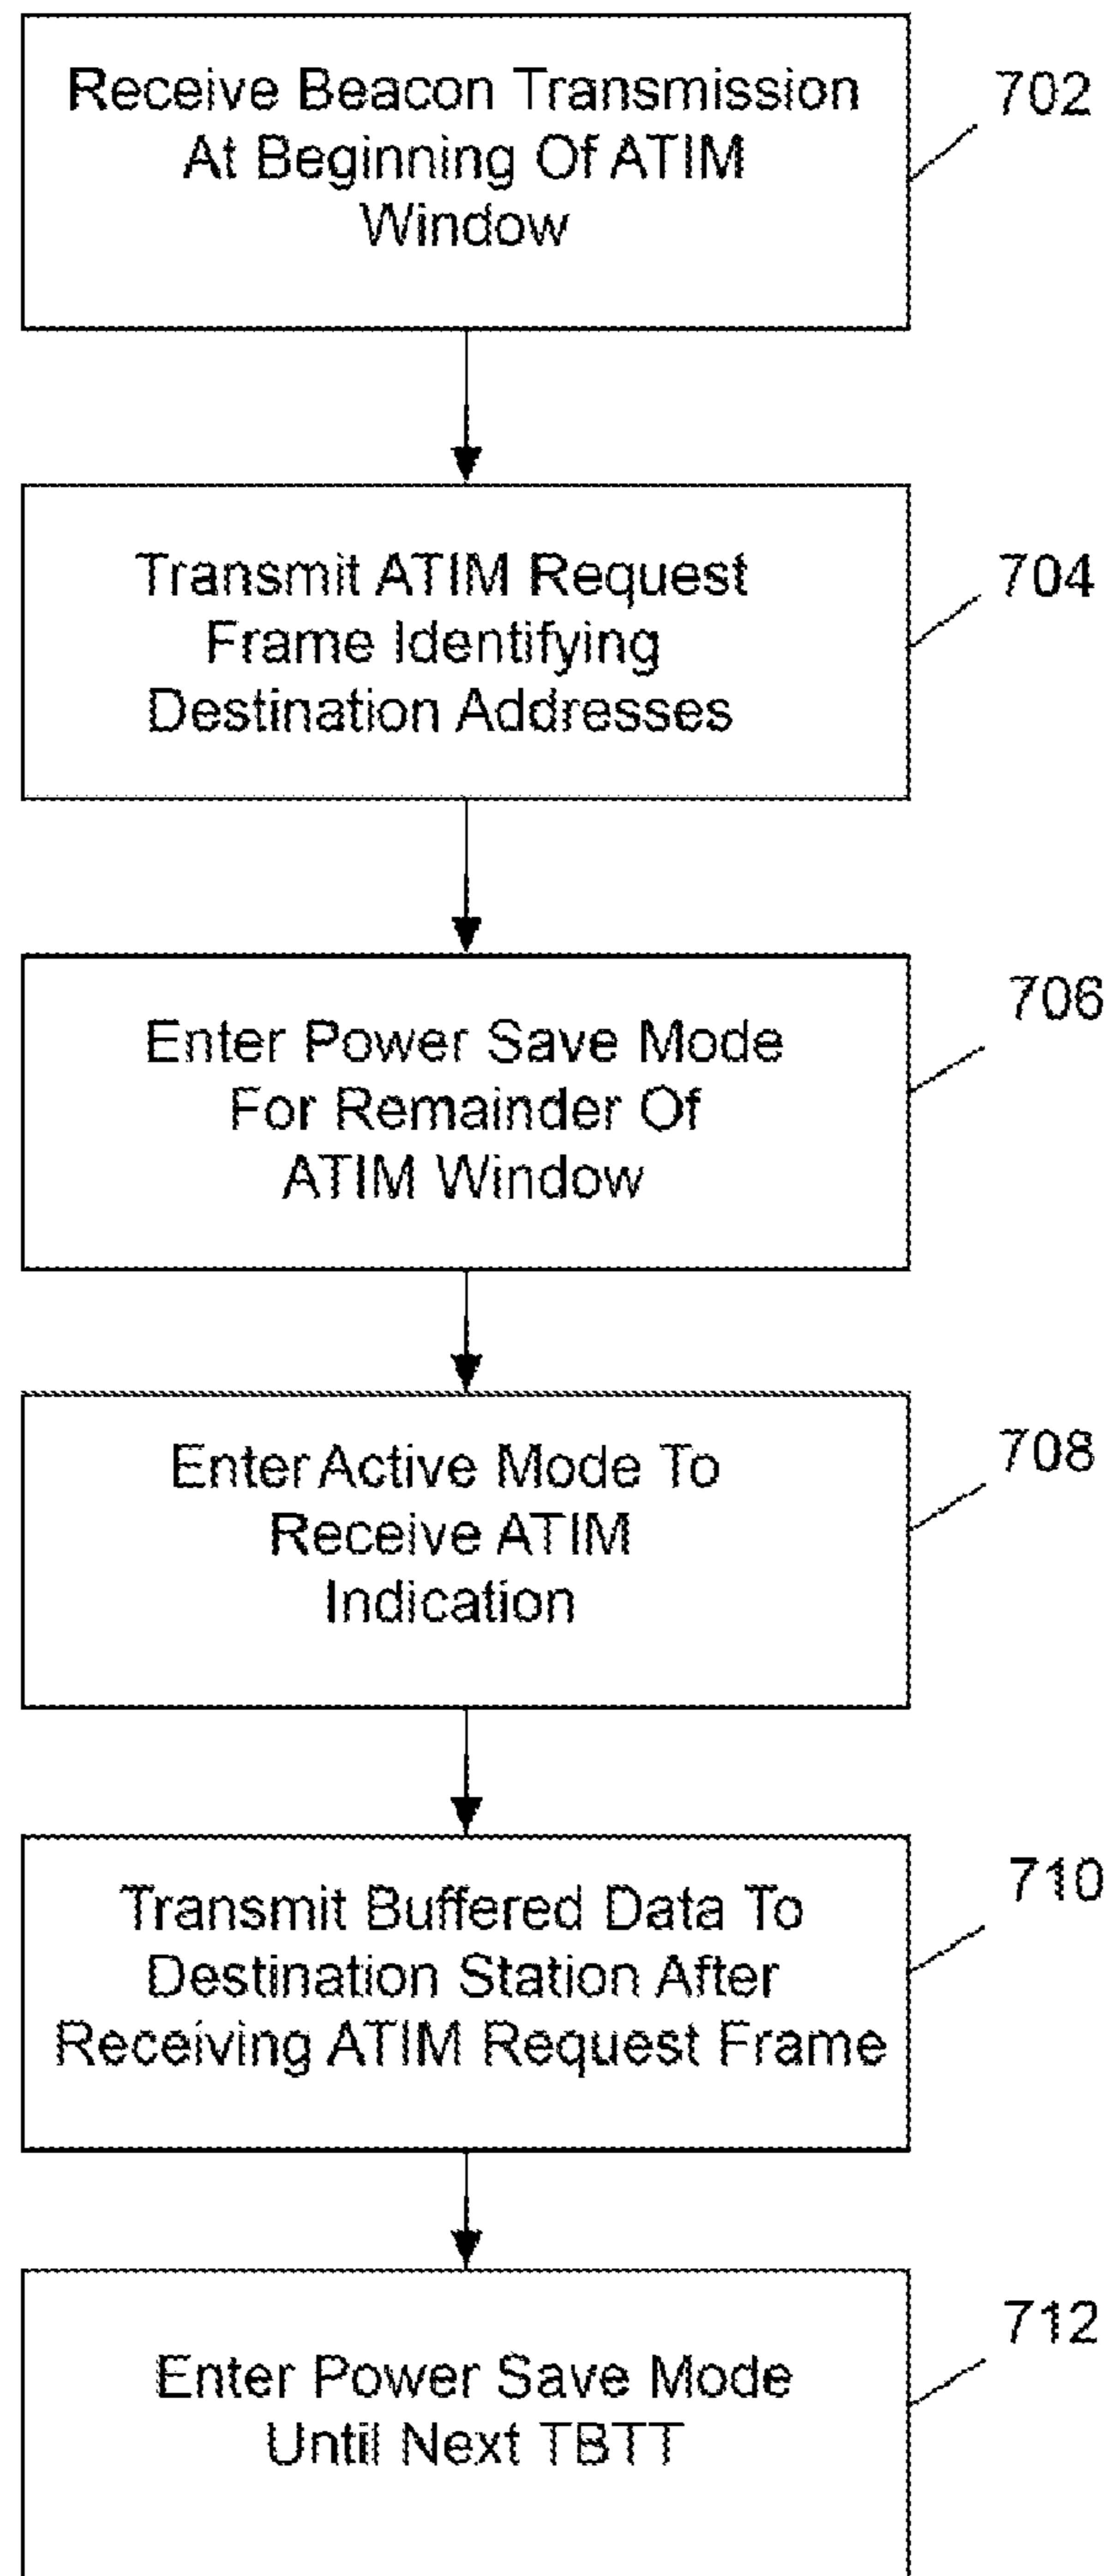 Receive Beacon Transmission
At Beginning Of ATIM
Window
702
Transmit ATIM Request
Frame Identifying
Destination Addresses
704
Enter Power Save Mode
For Remainder Of
ATIM Window
706
Enter Active Mode To
Receive ATIM
Indication
708
Transmit Buffered Data To
Destination Station After
Receiving ATIM Request Frame
710
Enter Power Save Mode
Until Next TBTT
712